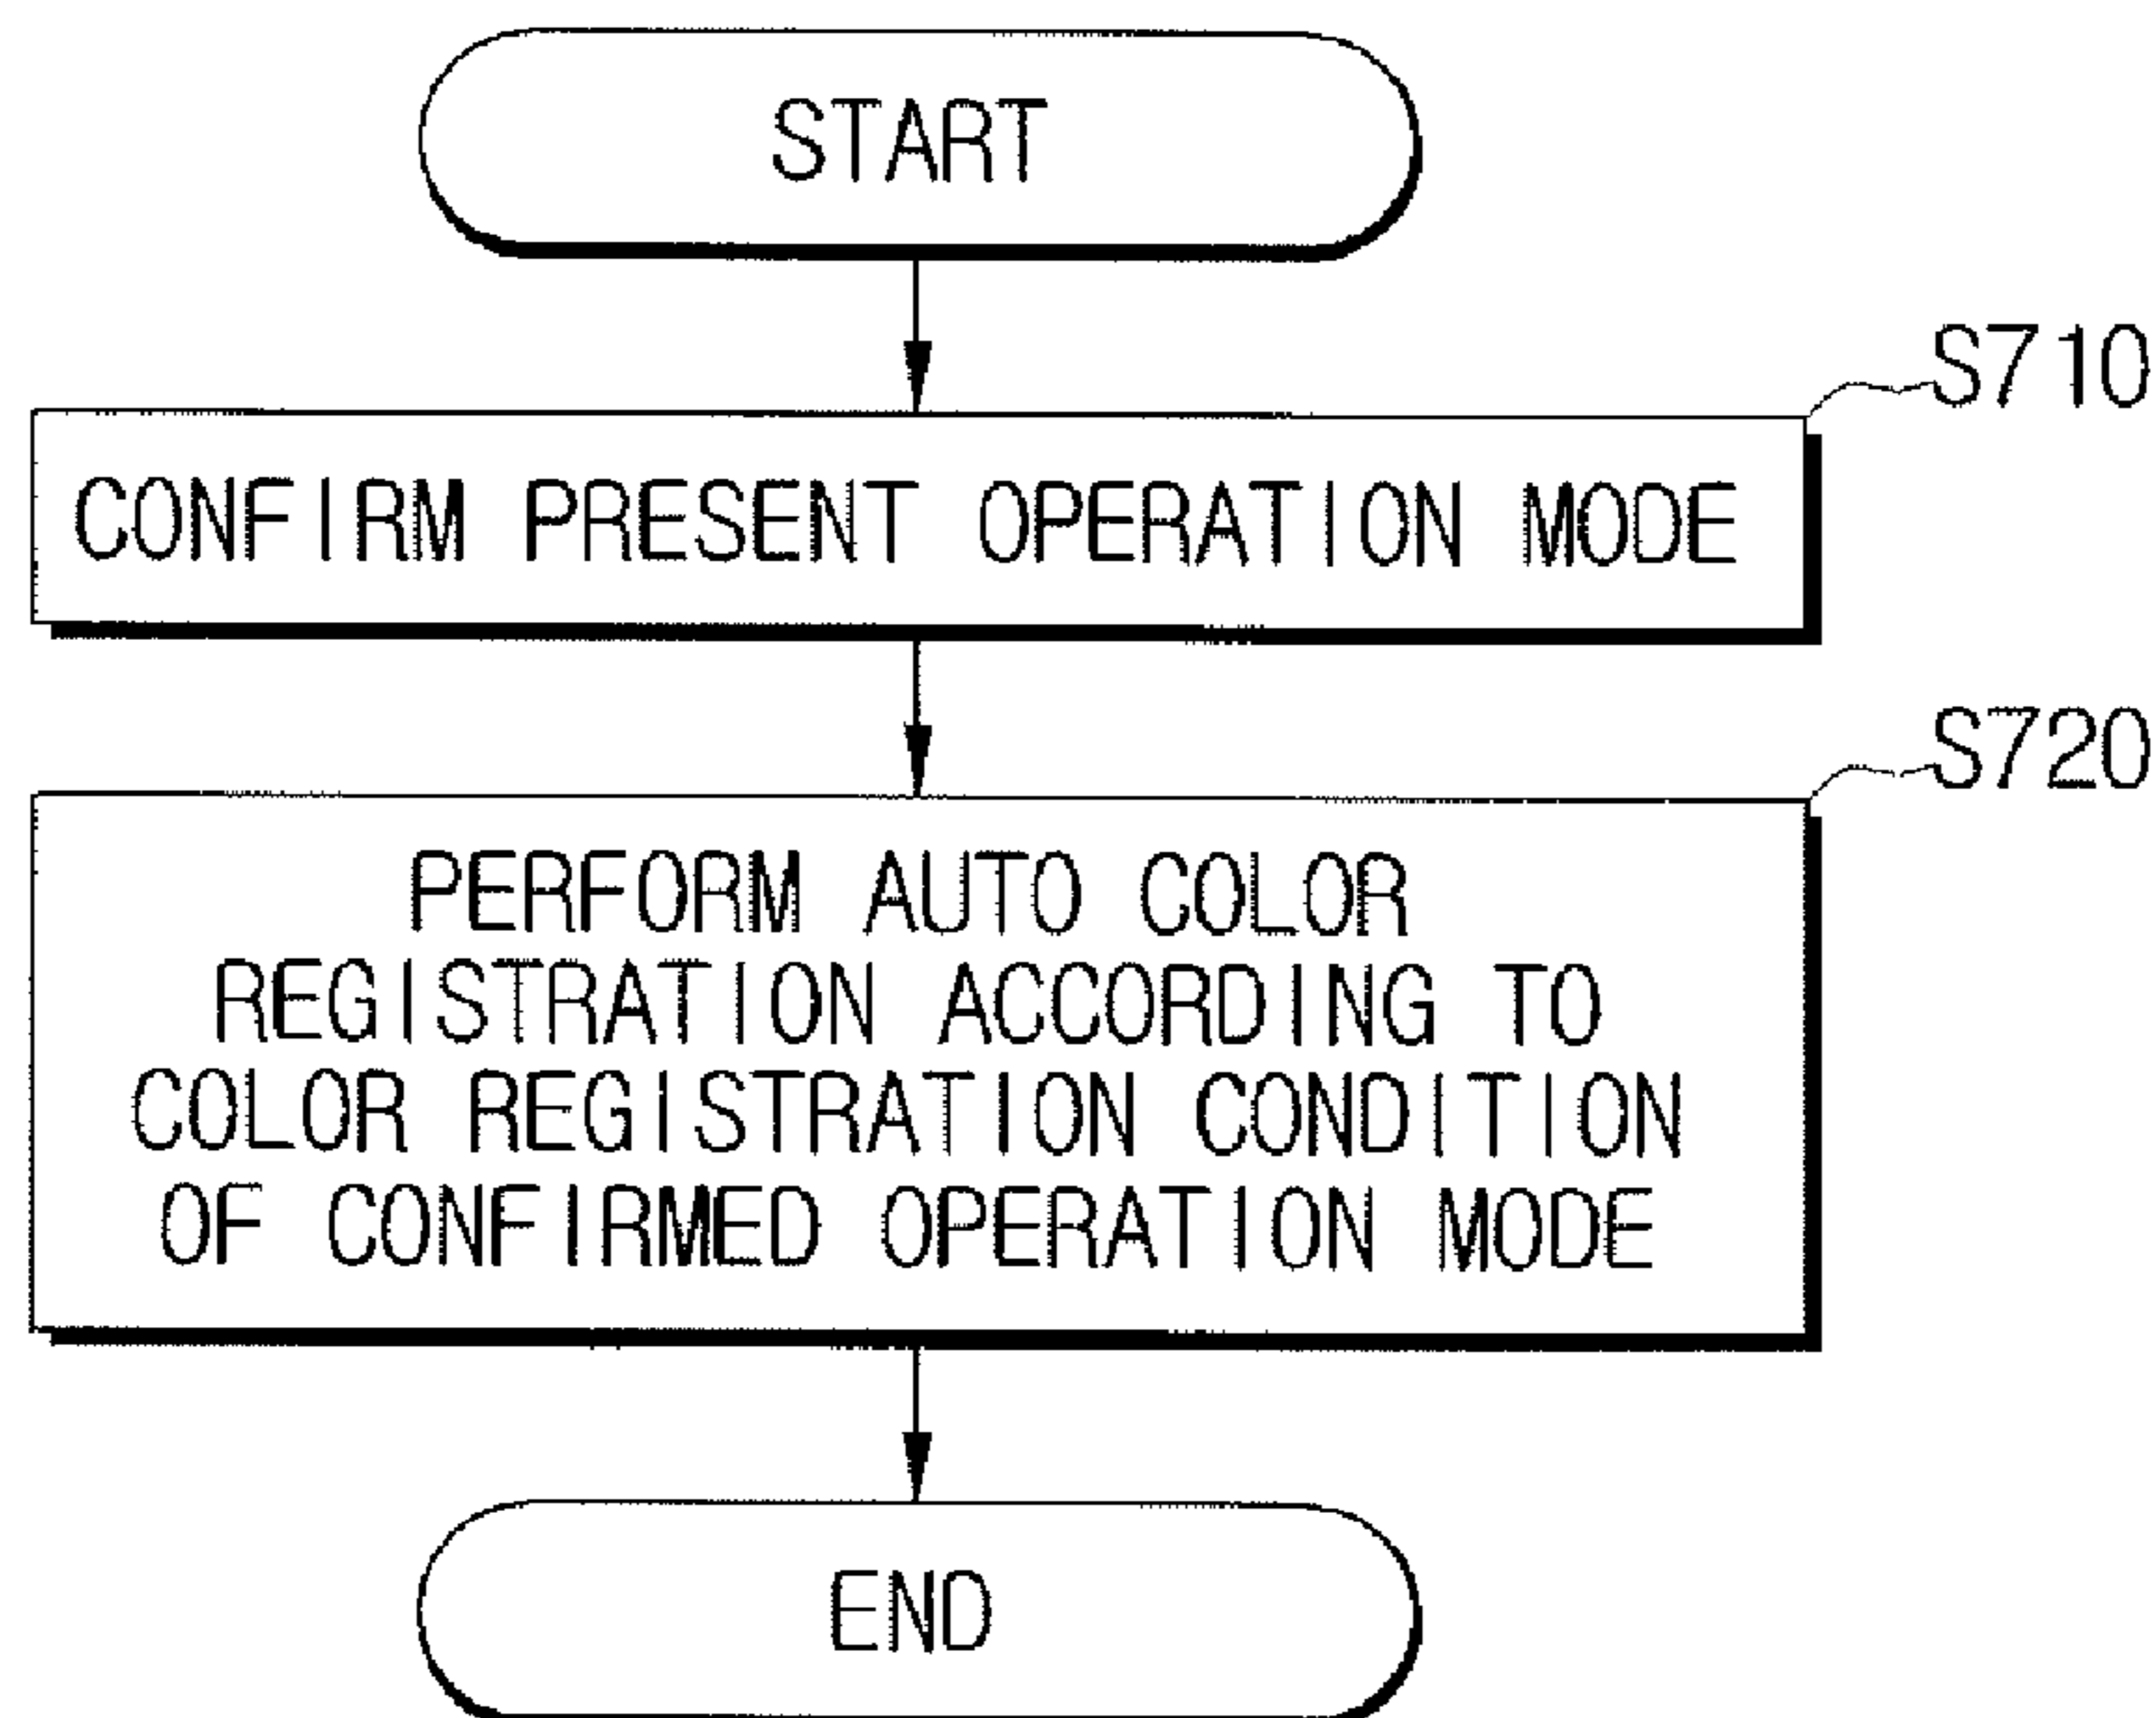 START
S710
CONFIRM PRESENT OPERATION MODE
S720
PERFORM AUTO COLOR
REGISTRATION ACCORDING TO
COLOR REGISTRATION CONDITION
OF CONFIRMED OPERATION MODE
END